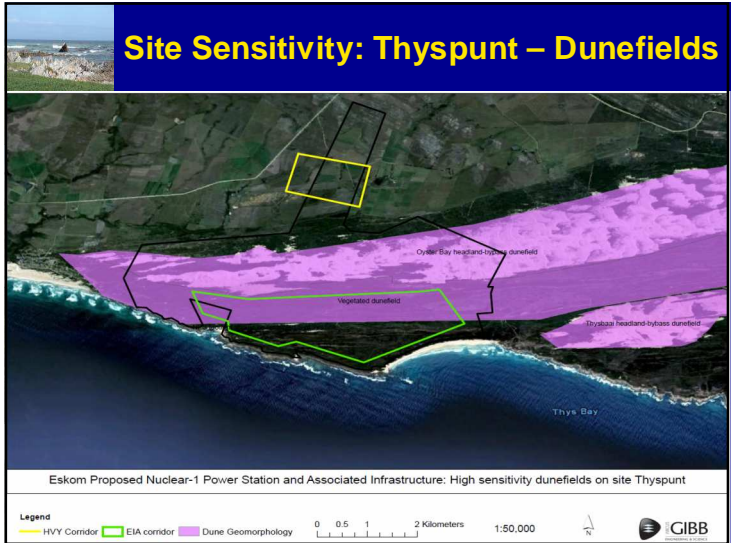 Site Sensitivity: Thyspunt – Dunefields
Oyster Bay headland-bypass dunefield
Vegetated dunefield
Thysbaai headland-bypass dunefield
Thys Bay
Eskom Proposed Nuclear-1 Power Station and Associated Infrastructure: High sensitivity dunefields on site Thyspunt
Legend
HVY Corridor EIA corridor Dune Geomorphology
0 0.5 1 2 Kilometers
1:50,000
N
GIBB
ENGINEERING & SCIENCE